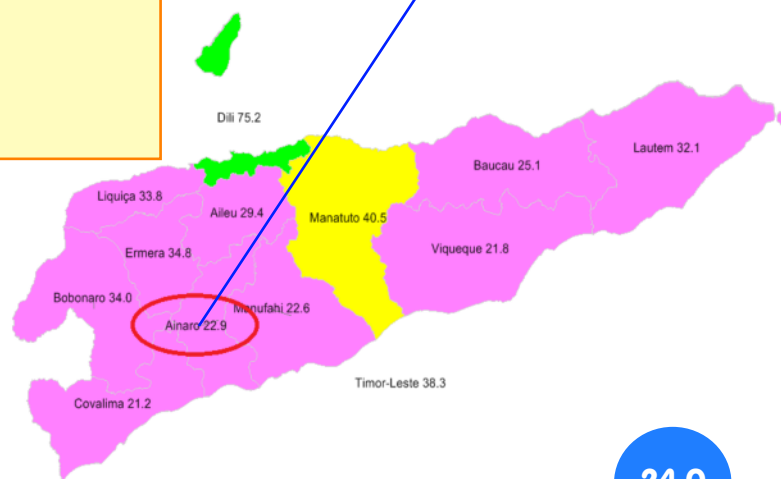 Dili 75.2
Lautem 32.1
Baucau 25.1
Liquiça 33.8
Aileu 29.4
Manatuto 40.5
Viqueque 21.8
Ermera 34.8
Bobonaro 34.0
Manufahi 22.6
Ainaro 22.9
Timor-Leste 38.3
Covalima 21.2